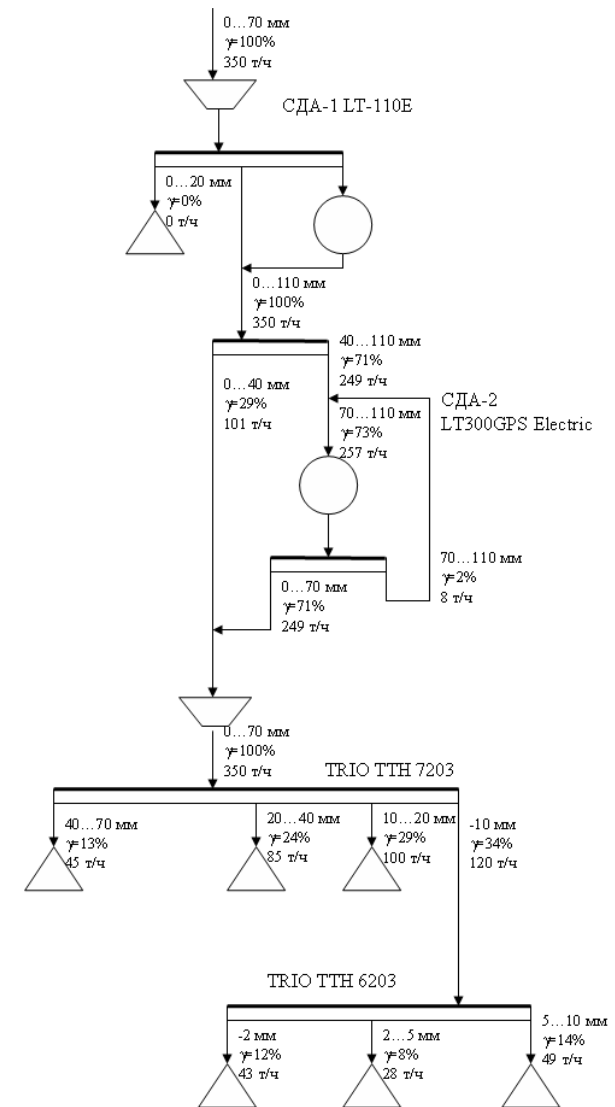 0...70 мм
γ=100%
350 т/ч
СДА-1 LT-110E
0...20 мм
γ=0%
0 т/ч
0...110 мм
γ=100%
350 т/ч
40...110 мм
γ=71%
249 т/ч
0...40 мм
γ=29%
101 т/ч
70...110 мм
γ=73%
257 т/ч
СДА-2
LT300GPS Electric
70...110 мм
γ=2%
8 т/ч
0...70 мм
γ=71%
249 т/ч
0...70 мм
γ=100%
350 т/ч
TRIO TTH 7203
40...70 мм
γ=13%
45 т/ч
20...40 мм
γ=24%
85 т/ч
10...20 мм
γ=29%
100 т/ч
-10 мм
γ=34%
120 т/ч
TRIO TTH 6203
-2 мм
γ=12%
43 т/ч
2...5 мм
γ=8%
28 т/ч
5...10 мм
γ=14%
49 т/ч